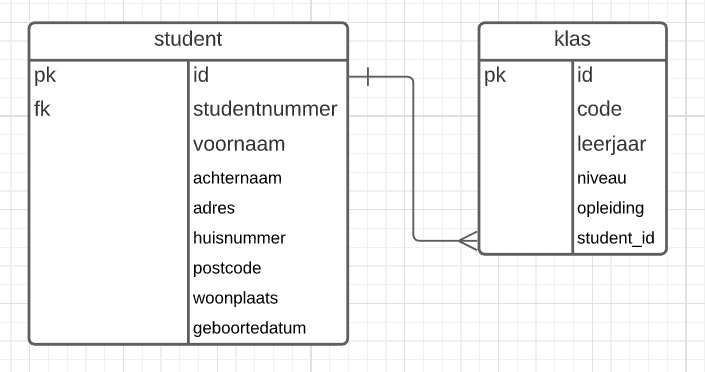 student
pk id
fk studentnummer
voornaam
achternaam
adres
huisnummer
postcode
woonplaats
geboortedatum
klas
pk id
code
leerjaar
niveau
opleiding
student_id